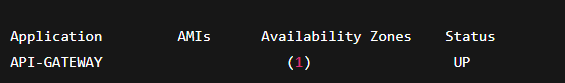 Application AMIs Availability Zones Status
API-GATEWAY (1) UP